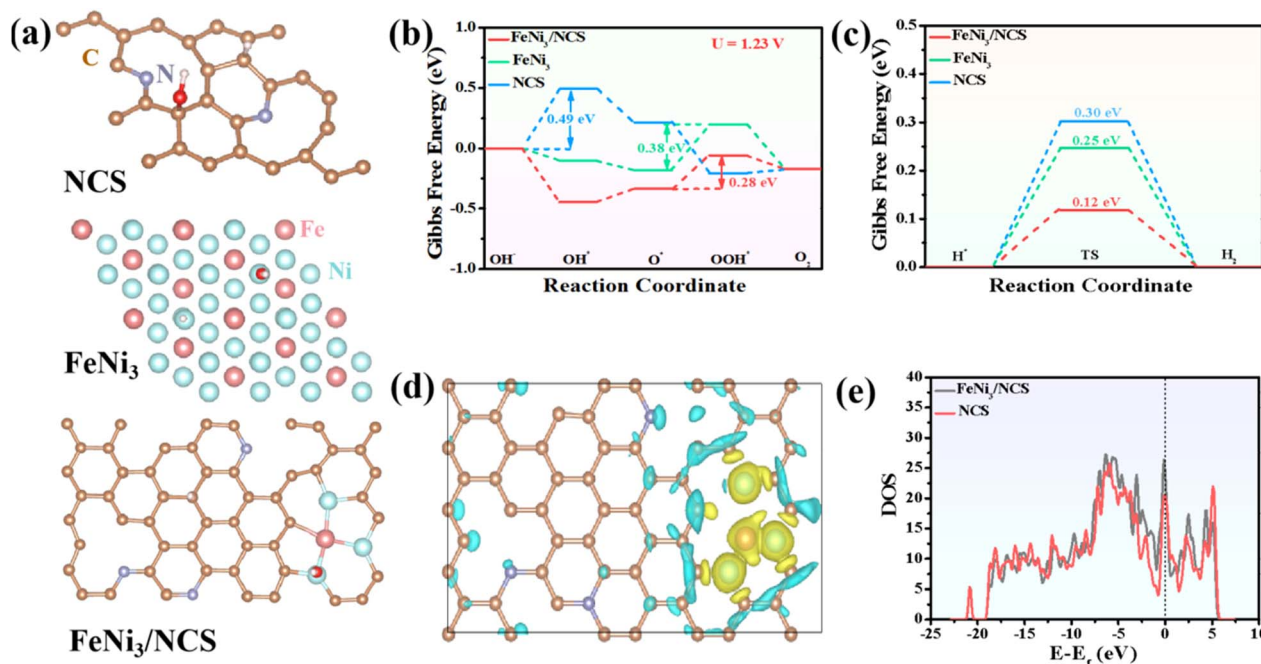 (a)
C
N
NCS
Fe
Ni
FeNi₃
FeNi₃/NCS
(b)
Gibbs Free Energy (eV)
1.0
0.5
0.0
-0.5
-1.0
FeNi₃/NCS
FeNi₃
NCS
U = 1.23 V
0.49 eV
0.38 eV
0.28 eV
OH⁻
OH*
O*
OOH*
O₂
Reaction Coordinate
(c)
Gibbs Free Energy (eV)
0.5
0.4
0.3
0.2
0.1
0.0
FeNi₃/NCS
FeNi₃
NCS
0.30 eV
0.25 eV
0.12 eV
H*
TS
H₂
Reaction Coordinate
(d)
(e)
DOS
40
35
30
25
20
15
10
5
0
FeNi₃/NCS
NCS
-25 -20 -15 -10 -5 0 5 10
E-E_f (eV)